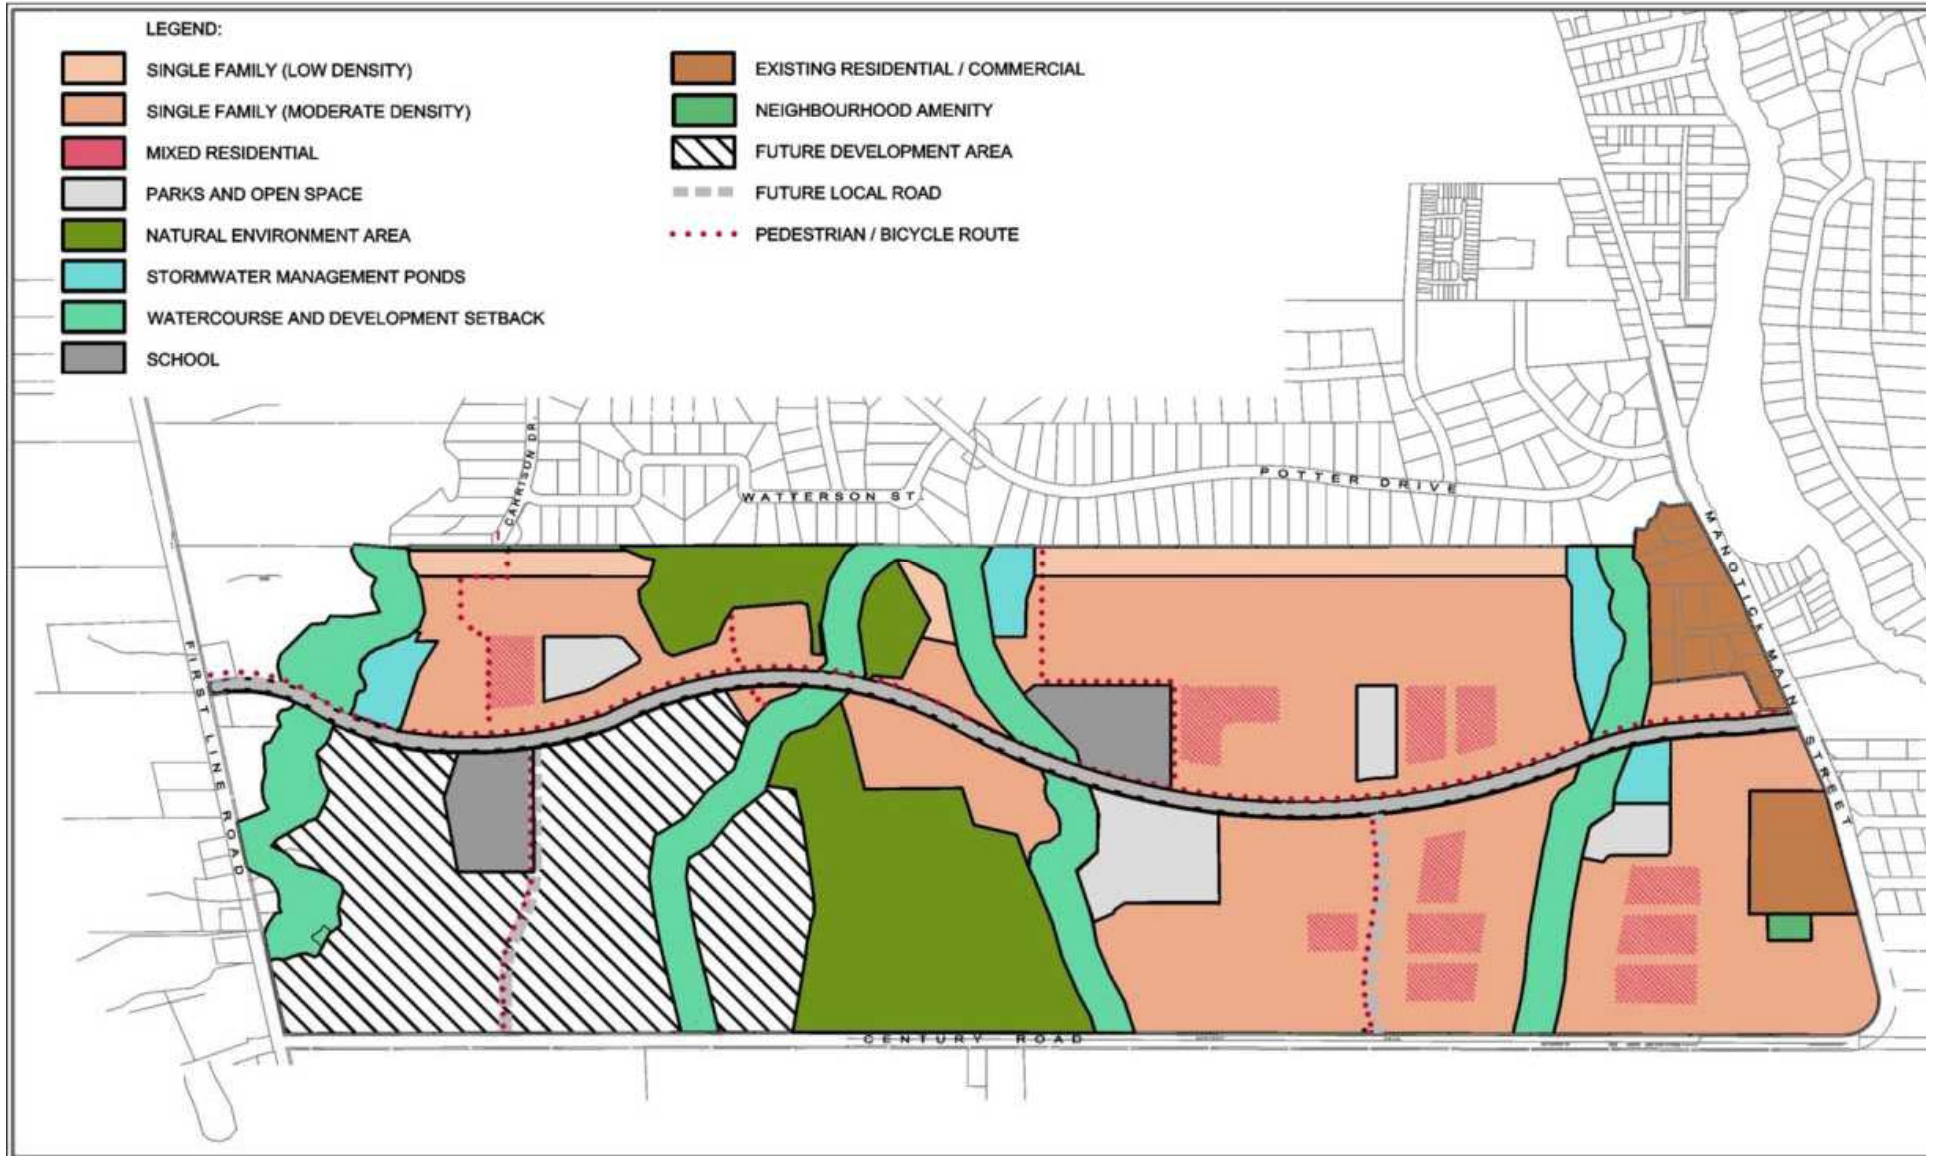 LEGEND:
SINGLE FAMILY (LOW DENSITY)
SINGLE FAMILY (MODERATE DENSITY)
MIXED RESIDENTIAL
PARKS AND OPEN SPACE
NATURAL ENVIRONMENT AREA
STORMWATER MANAGEMENT PONDS
WATERCOURSE AND DEVELOPMENT SETBACK
SCHOOL
EXISTING RESIDENTIAL / COMMERCIAL
NEIGHBOURHOOD AMENITY
FUTURE DEVELOPMENT AREA
FUTURE LOCAL ROAD
PEDESTRIAN / BICYCLE ROUTE
CARRISON DR.
WATTERSON ST.
POTTER DRIVE
MANOTICK MAIN STREET
FIRST LINE ROAD
CENTURY ROAD